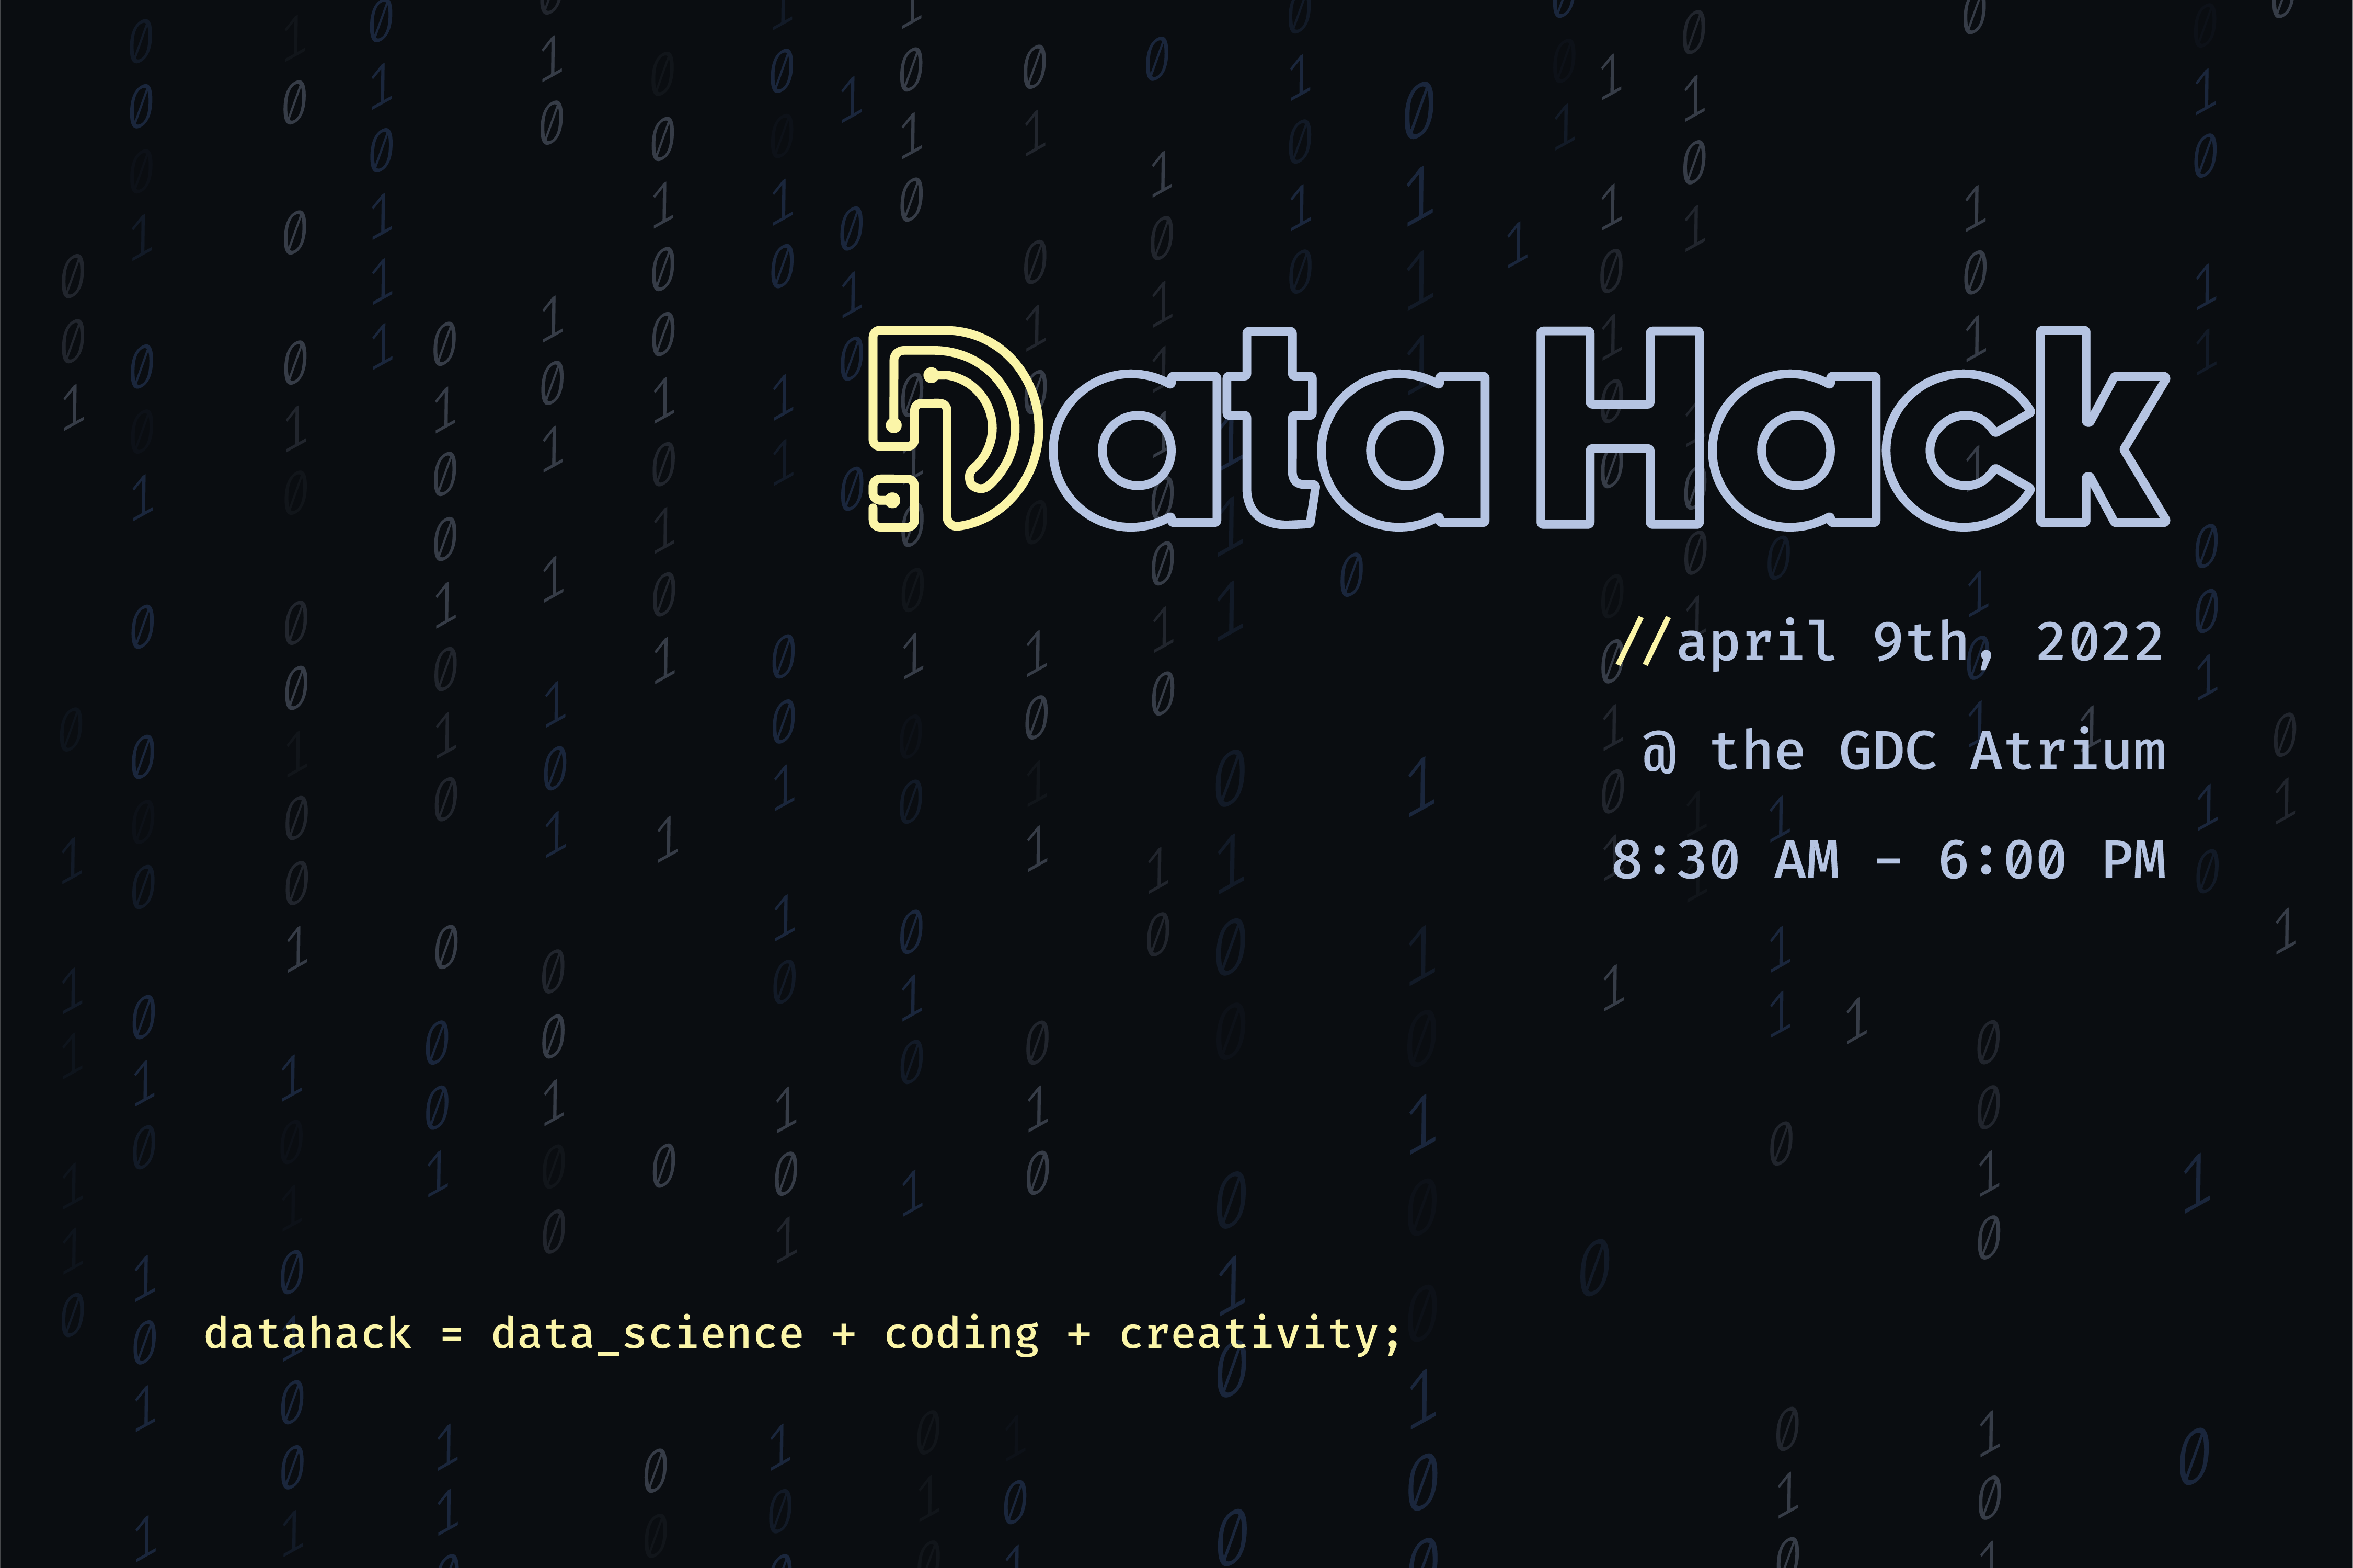 Data Hack
//april 9th, 2022
@ the GDC Atrium
8:30 AM – 6:00 PM
datahack = data_science + coding + creativity;